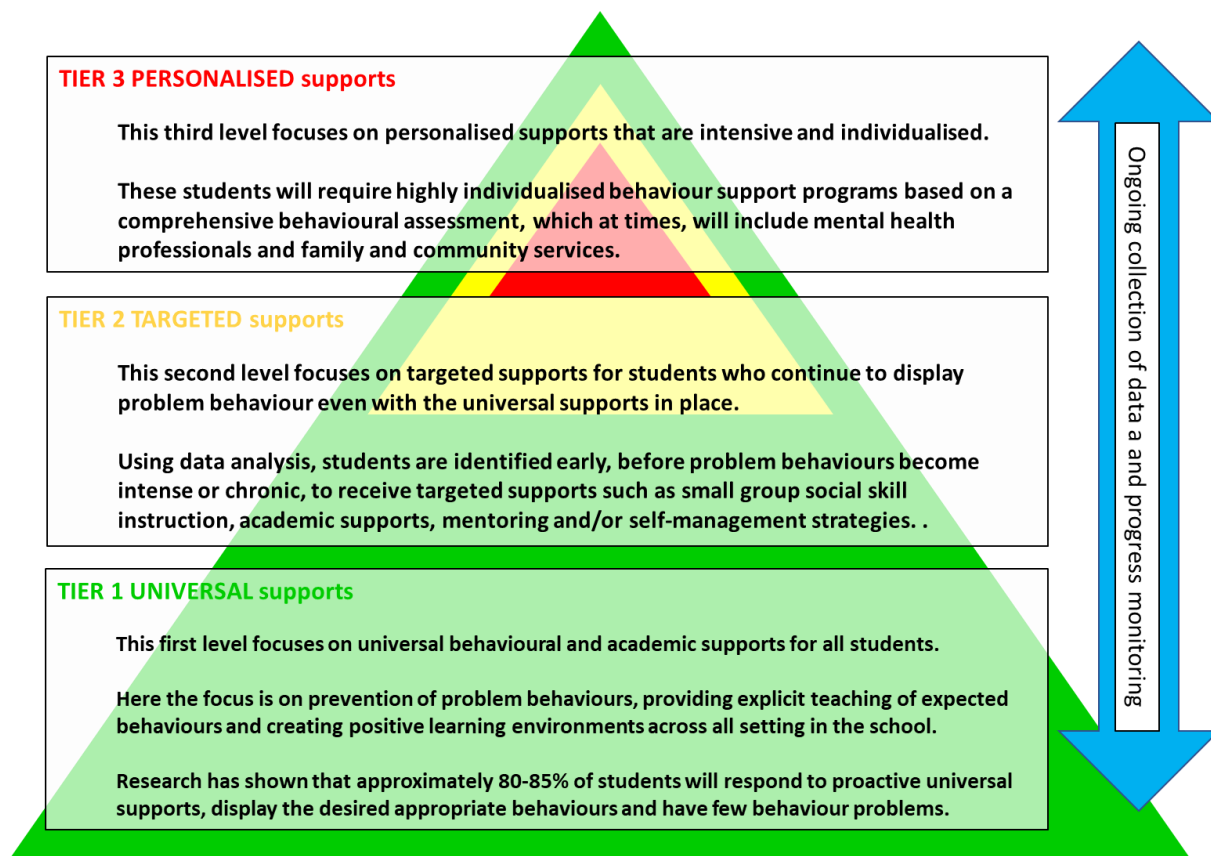 TIER 3 PERSONALISED supports
This third level focuses on personalised supports that are intensive and individualised.
These students will require highly individualised behaviour support programs based on a
comprehensive behavioural assessment, which at times, will include mental health
professionals and family and community services.
TIER 2 TARGETED supports
This second level focuses on targeted supports for students who continue to display
problem behaviour even with the universal supports in place.
Using data analysis, students are identified early, before problem behaviours become
intense or chronic, to receive targeted supports such as small group social skill
instruction, academic supports, mentoring and/or self-management strategies. .
TIER 1 UNIVERSAL supports
This first level focuses on universal behavioural and academic supports for all students.
Here the focus is on prevention of problem behaviours, providing explicit teaching of expected
behaviours and creating positive learning environments across all setting in the school.
Research has shown that approximately 80-85% of students will respond to proactive universal
supports, display the desired appropriate behaviours and have few behaviour problems.
Ongoing collection of data a and progress monitoring